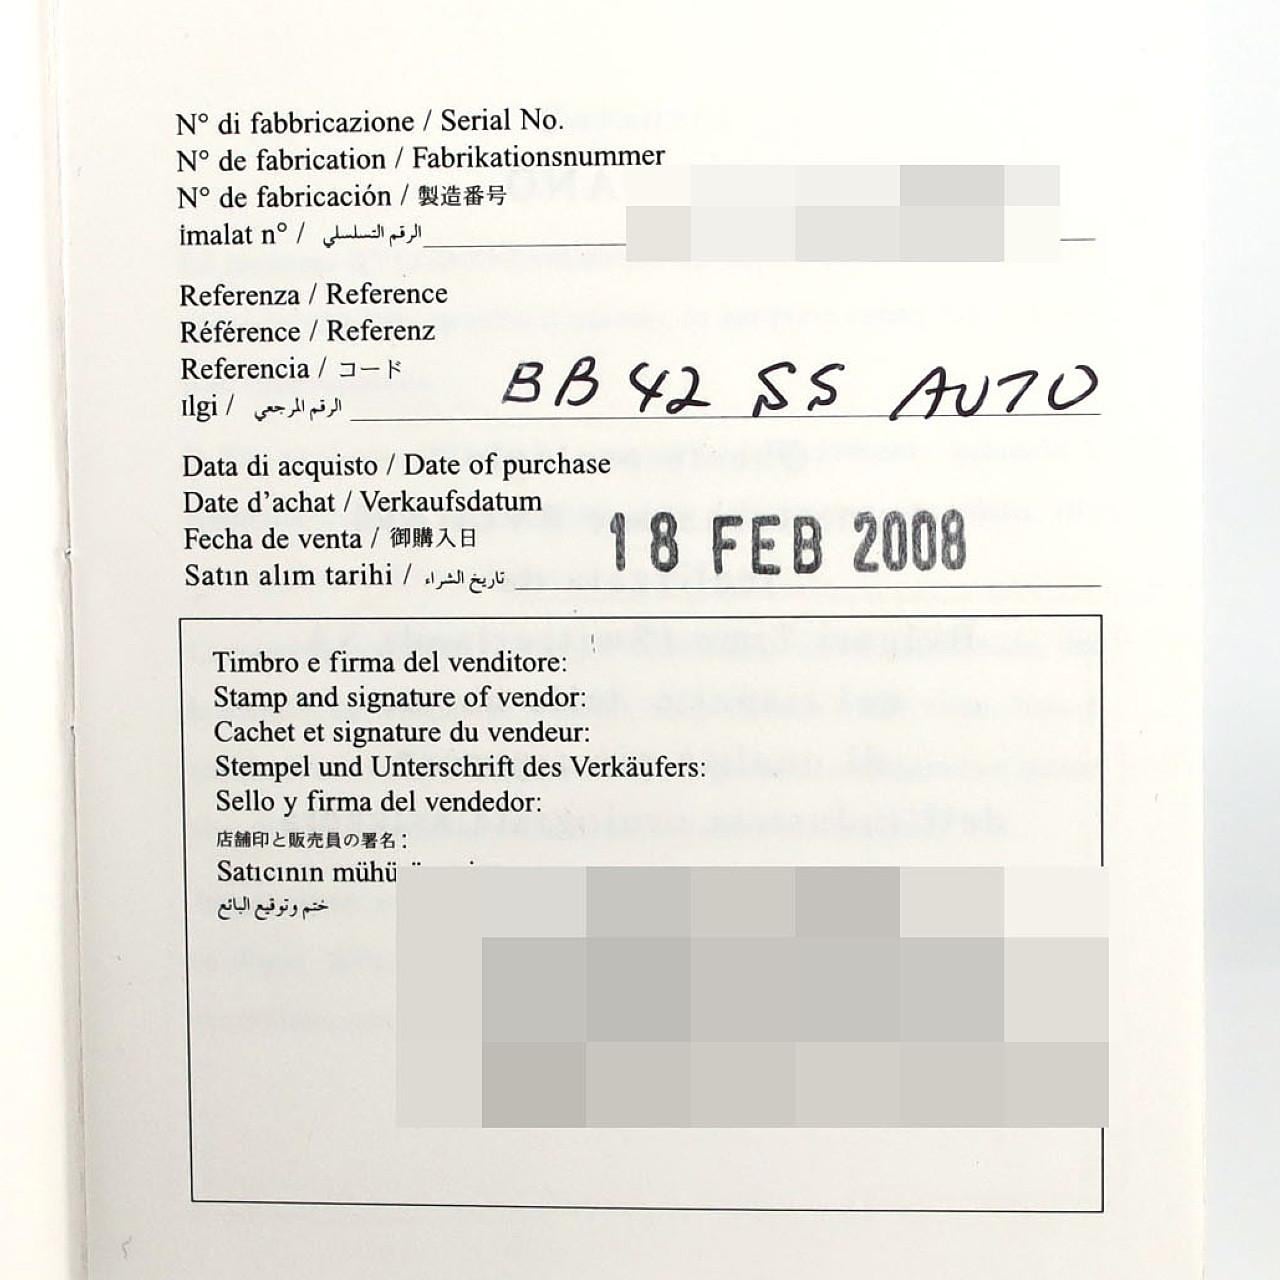 N° di fabbricazione / Serial No.
N° de fabrication / Fabrikationsnummer
N° de fabricación / 製造番号
imalat n° / الرقم التسلسلي
Referenza / Reference
Référence / Referenz
Referencia / コード
ılgi / الرقم المرجعي BB 42 SS AUTO
Data di acquisto / Date of purchase
Date d'achat / Verkaufsdatum
Fecha de venta / 御購入日
Satın alım tarihi / تاريخ الشراء 18 FEB 2008
Timbro e firma del venditore:
Stamp and signature of vendor:
Cachet et signature du vendeur:
Stempel und Unterschrift des Verkäufers:
Sello y firma del vendedor:
店舗印と販売員の署名:
Satıcının
ختم وتوقيع البائع